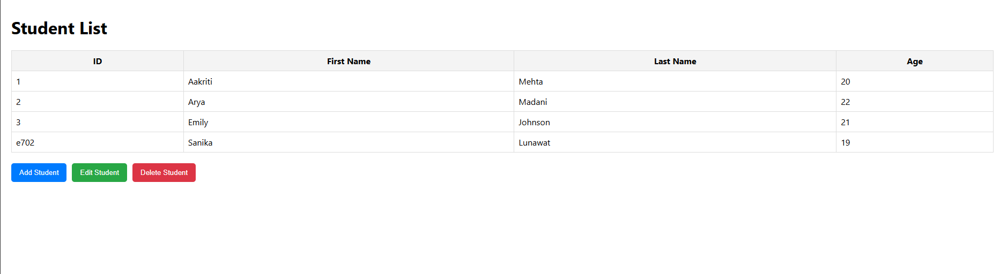 Student List
ID First Name Last Name Age
1 Aakriti Mehta 20
2 Arya Madani 22
3 Emily Johnson 21
e702 Sanika Lunawat 19
Add Student Edit Student Delete Student